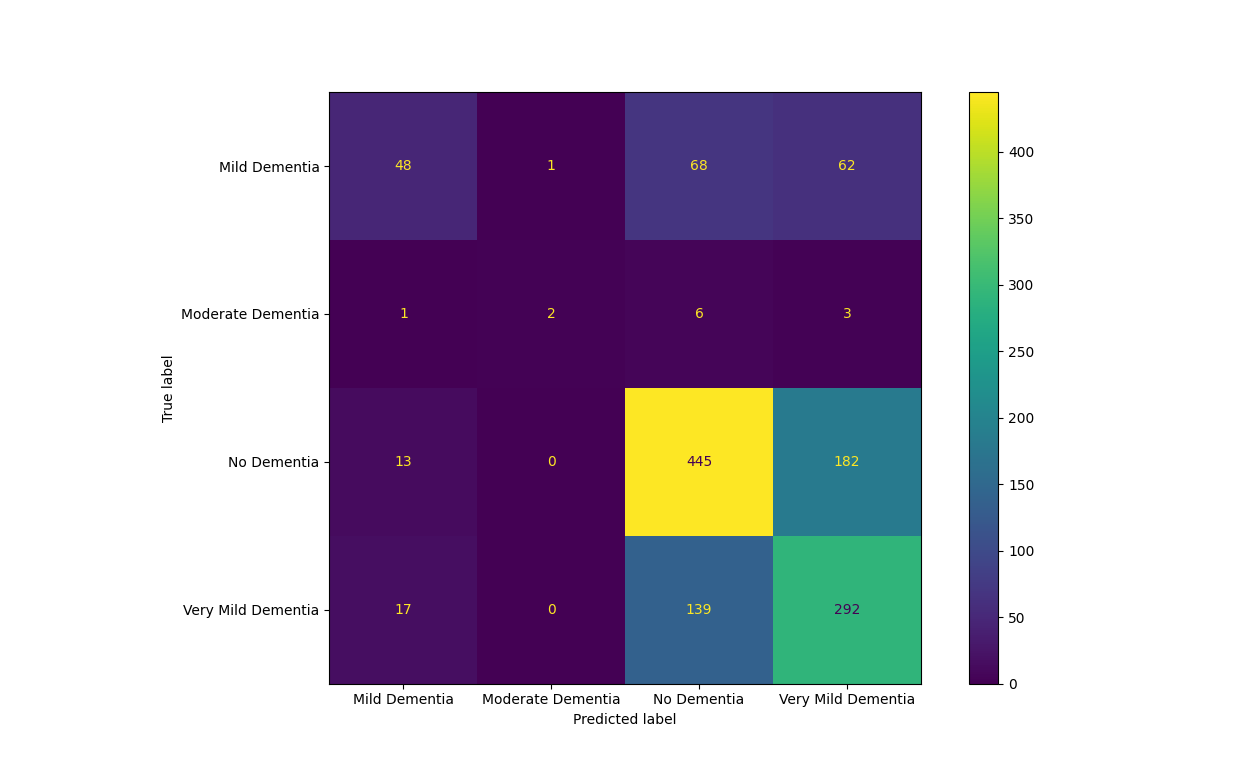 Mild Dementia 48 1 68 62
Moderate Dementia 1 2 6 3
No Dementia 13 0 445 182
Very Mild Dementia 17 0 139 292
Mild Dementia Moderate Dementia No Dementia Very Mild Dementia
Predicted label
True label
400
350
300
250
200
150
100
50
0